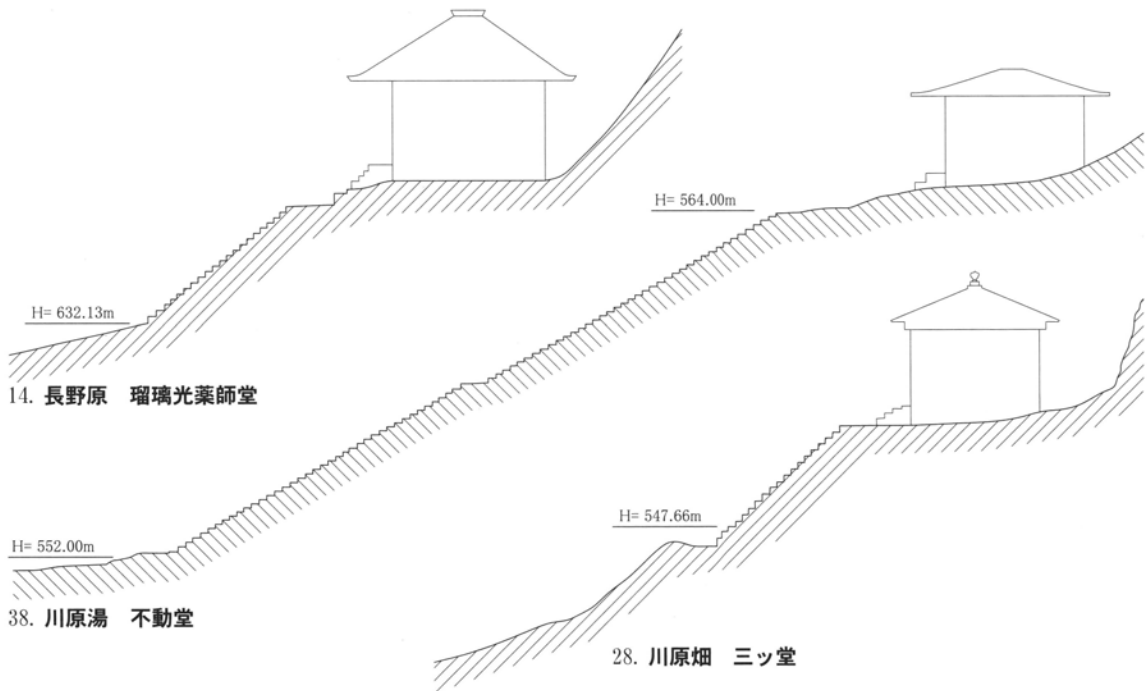 H= 564.00m
H= 632.13m
14. 長野原　瑠璃光薬師堂
H= 547.66m
H= 552.00m
38. 川原湯　不動堂
28. 川原畑　三ッ堂